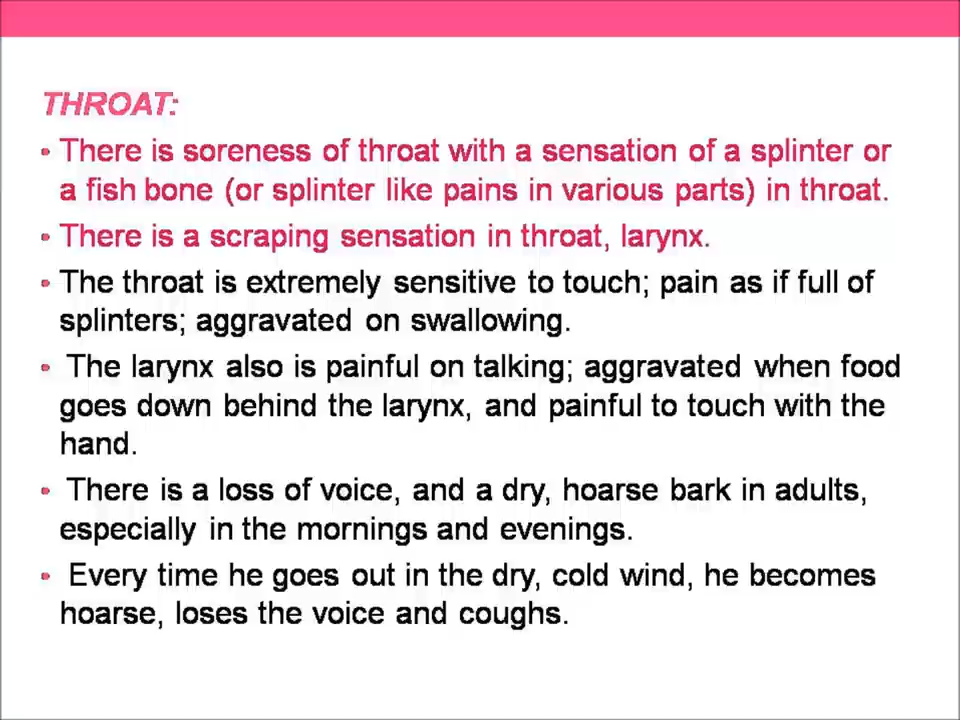 THROAT:
• There is soreness of throat with a sensation of a splinter or
a fish bone (or splinter like pains in various parts) in throat.
• There is a scraping sensation in throat, larynx.
• The throat is extremely sensitive to touch; pain as if full of
splinters; aggravated on swallowing.
• The larynx also is painful on talking; aggravated when food
goes down behind the larynx, and painful to touch with the
hand.
• There is a loss of voice, and a dry, hoarse bark in adults,
especially in the mornings and evenings.
• Every time he goes out in the dry, cold wind, he becomes
hoarse, loses the voice and coughs.